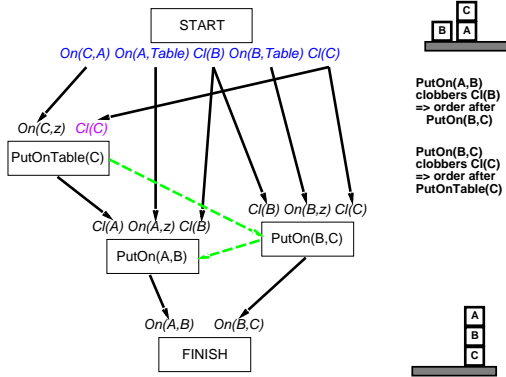 START
On(C,A) On(A,Table) Cl(B) On(B,Table) Cl(C)
C
B A
PutOn(A,B)
clobbers Cl(B)
=> order after
PutOn(B,C)
On(C,z) Cl(C)
PutOnTable(C)
PutOn(B,C)
clobbers Cl(C)
=> order after
PutOnTable(C)
Cl(A) On(A,z) Cl(B)
Cl(B) On(B,z) Cl(C)
PutOn(A,B)
PutOn(B,C)
On(A,B) On(B,C)
FINISH
A
B
C